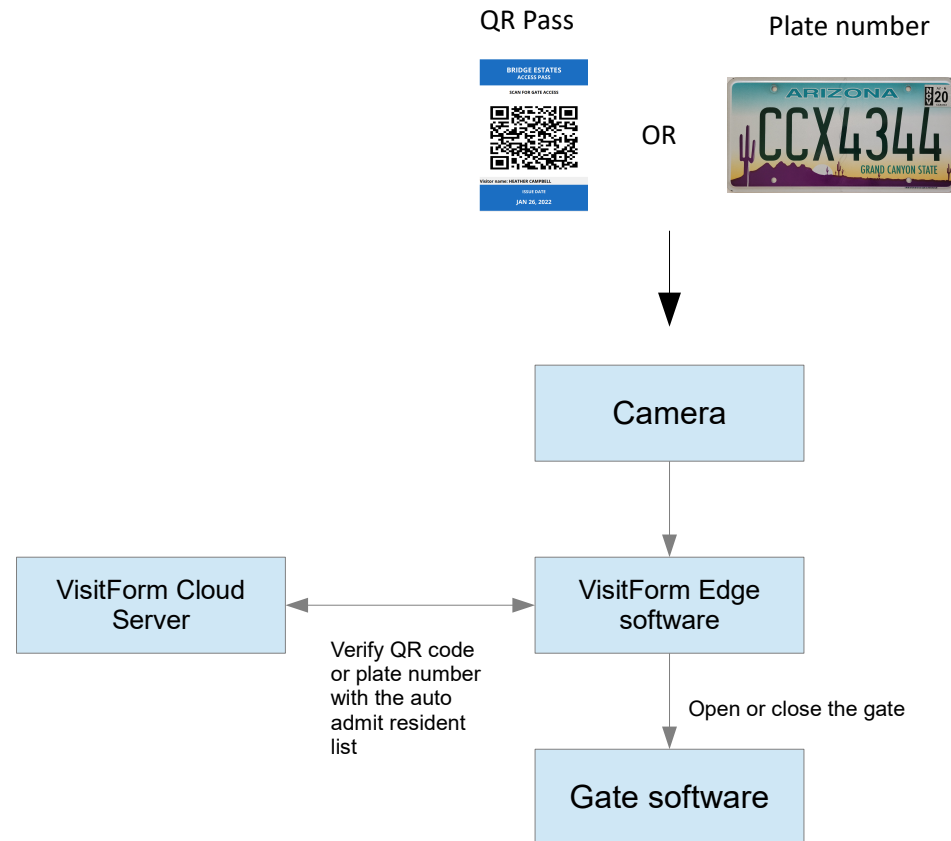 QR Pass
Plate number
BRIDGE ESTATES
ACCESS PASS
SCAN FOR GATE ACCESS
Visitor name: HEATHER CAMPBELL
ISSUE DATE
JAN 26, 2022
OR
ARIZONA
NOV
20
CCX4344
GRAND CANYON STATE
Camera
VisitForm Cloud
Server
VisitForm Edge
software
Verify QR code
or plate number
with the auto
admit resident
list
Open or close the gate
Gate software